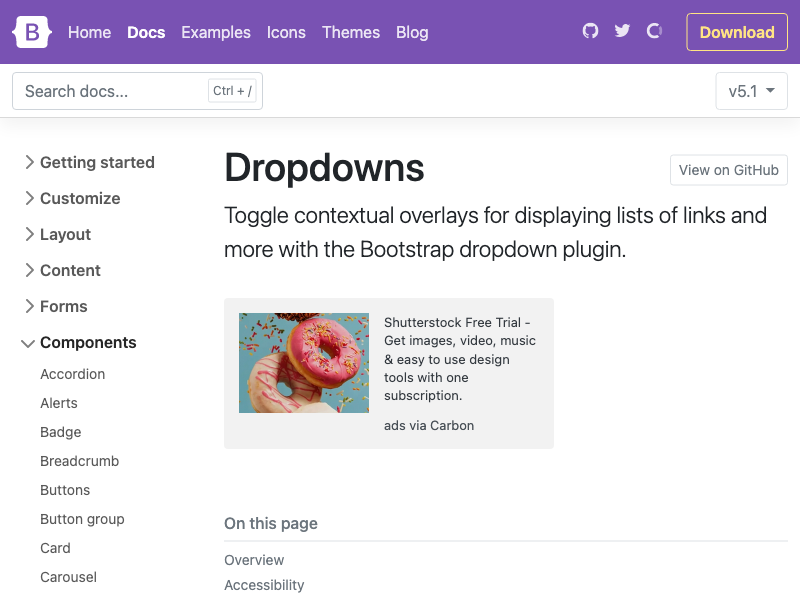 B Home Docs Examples Icons Themes Blog Download
Search docs... Ctrl + / v5.1
Getting started
Customize
Layout
Content
Forms
Components
Accordion
Alerts
Badge
Breadcrumb
Buttons
Button group
Card
Carousel
Dropdowns
View on GitHub
Toggle contextual overlays for displaying lists of links and
more with the Bootstrap dropdown plugin.
Shutterstock Free Trial -
Get images, video, music
& easy to use design
tools with one
subscription.
ads via Carbon
On this page
Overview
Accessibility